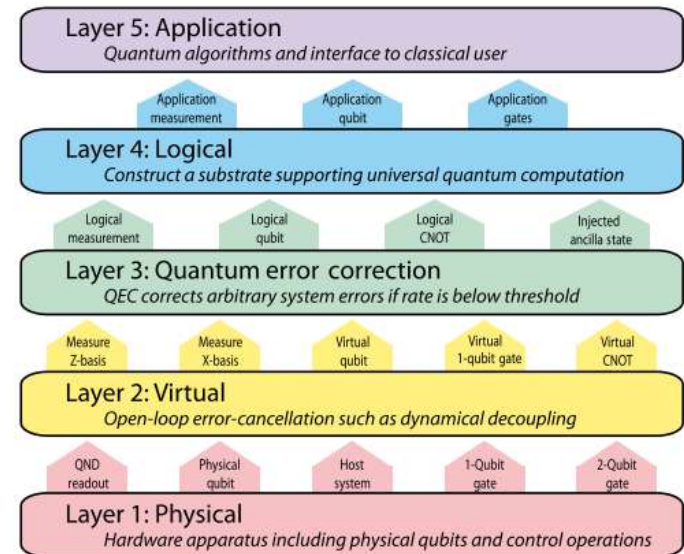 Layer 5: Application
Quantum algorithms and interface to classical user
Application measurement
Application qubit
Application gates
Layer 4: Logical
Construct a substrate supporting universal quantum computation
Logical measurement
Logical qubit
Logical CNOT
Injected ancilla state
Layer 3: Quantum error correction
QEC corrects arbitrary system errors if rate is below threshold
Measure Z-basis
Measure X-basis
Virtual qubit
Virtual 1-qubit gate
Virtual CNOT
Layer 2: Virtual
Open-loop error-cancellation such as dynamical decoupling
QND readout
Physical qubit
Host system
1-Qubit gate
2-Qubit gate
Layer 1: Physical
Hardware apparatus including physical qubits and control operations